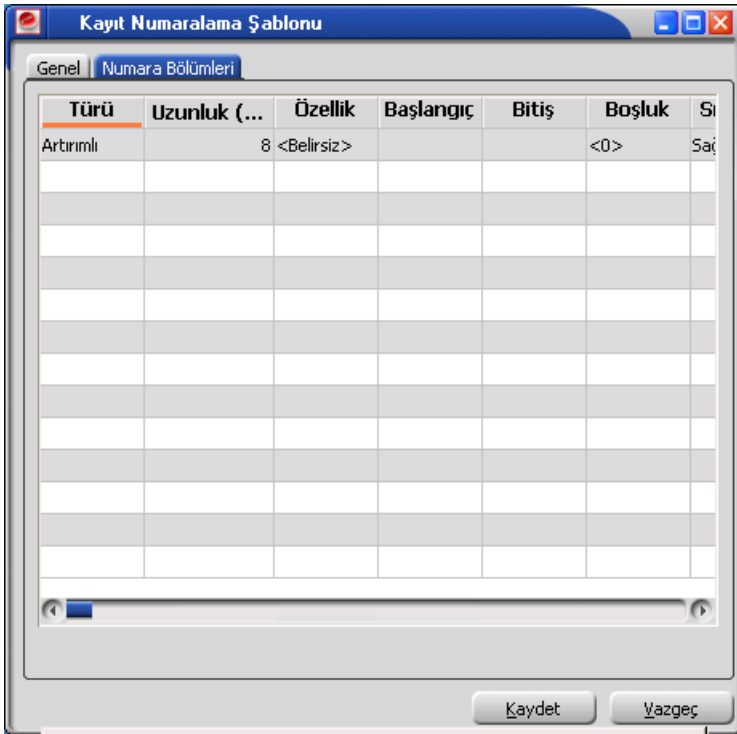 Kayıt Numaralama Şablonu
Genel Numara Bölümleri
Türü Uzunluk (... Özellik Başlangıç Bitiş Boşluk
Artırımlı 8 <Belirsiz> <0>
Kaydet Vazgeç